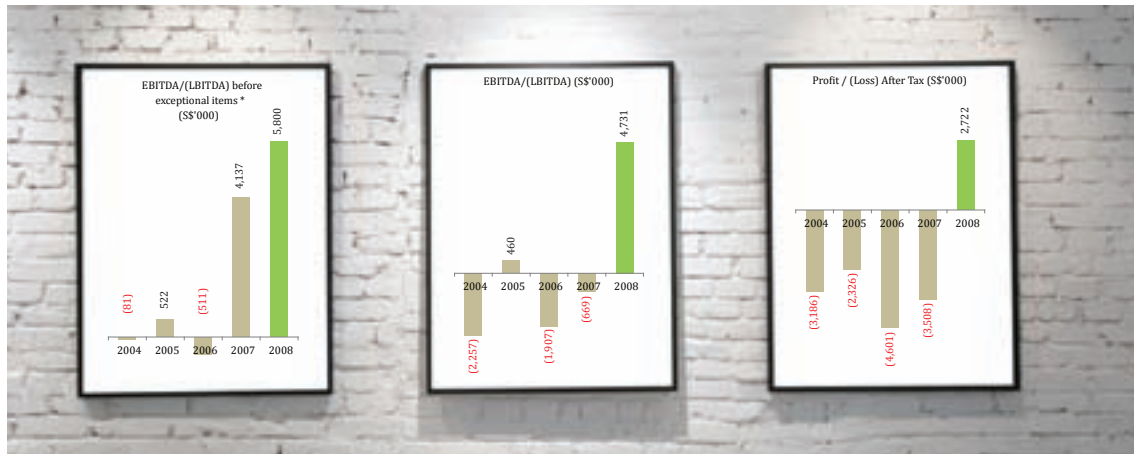 EBITDA/(LBITDA) before
exceptional items *
(S$'000)
(81)
522
(511)
4,137
5,800
2004 2005 2006 2007 2008
EBITDA/(LBITDA) (S$'000)
460
4,731
2004 2005 2006 2007 2008
(2,257)
(1,907)
(669)
Profit / (Loss) After Tax (S$'000)
2,722
2004 2005 2006 2007 2008
(3,186)
(2,326)
(4,601)
(3,508)